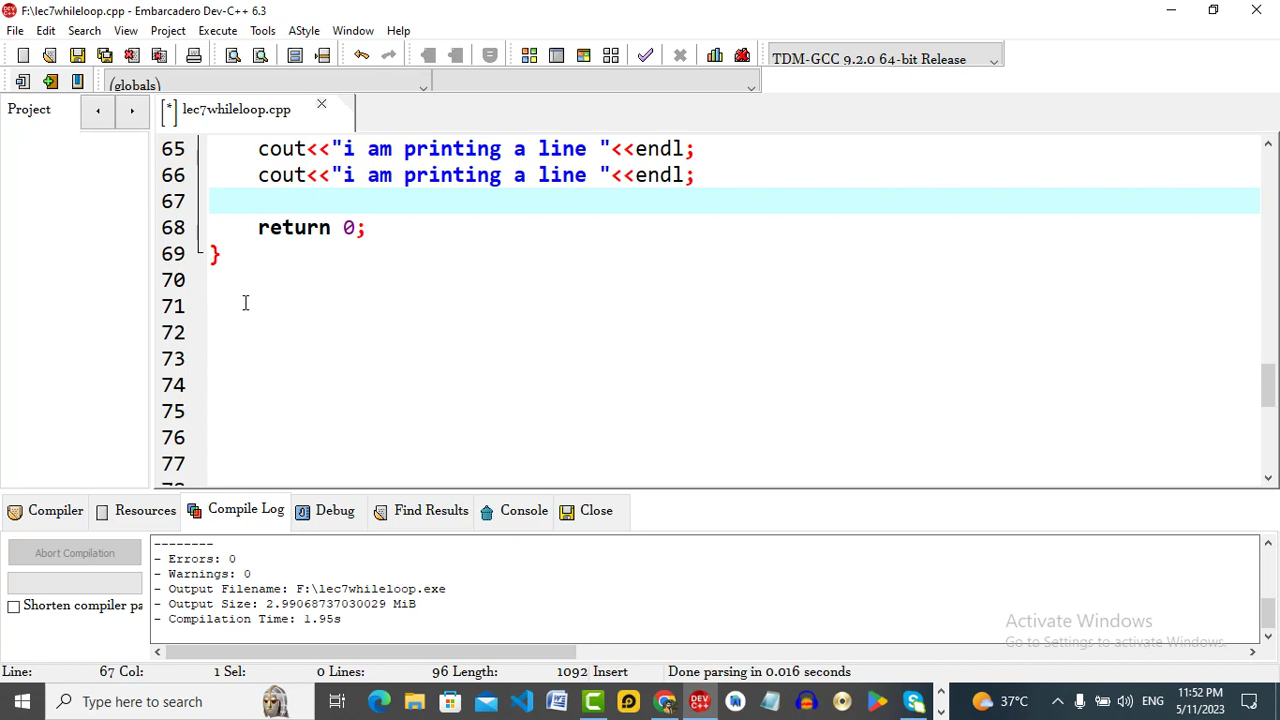 F:\lec7whileloop.cpp - Embarcadero Dev-C++ 6.3
File Edit Search View Project Execute Tools AStyle Window Help
TDM-GCC 9.2.0 64-bit Release
(globals)
Project
[*] lec7whileloop.cpp
65 cout<<"i am printing a line "<<endl;
66 cout<<"i am printing a line "<<endl;
67
68 return 0;
69 }
70
71
72
73
74
75
76
77
Compiler Resources Compile Log Debug Find Results Console Close
Abort Compilation
Shorten compiler pa
--------
- Errors: 0
- Warnings: 0
- Output Filename: F:\lec7whileloop.exe
- Output Size: 2.99068737030029 MiB
- Compilation Time: 1.95s
Activate Windows
Go to Settings to activate Windows.
Line: 67 Col: 1 Sel: 0 Lines: 96 Length: 1092 Insert Done parsing in 0.016 seconds
Type here to search
37°C
ENG
11:52 PM
5/11/2023